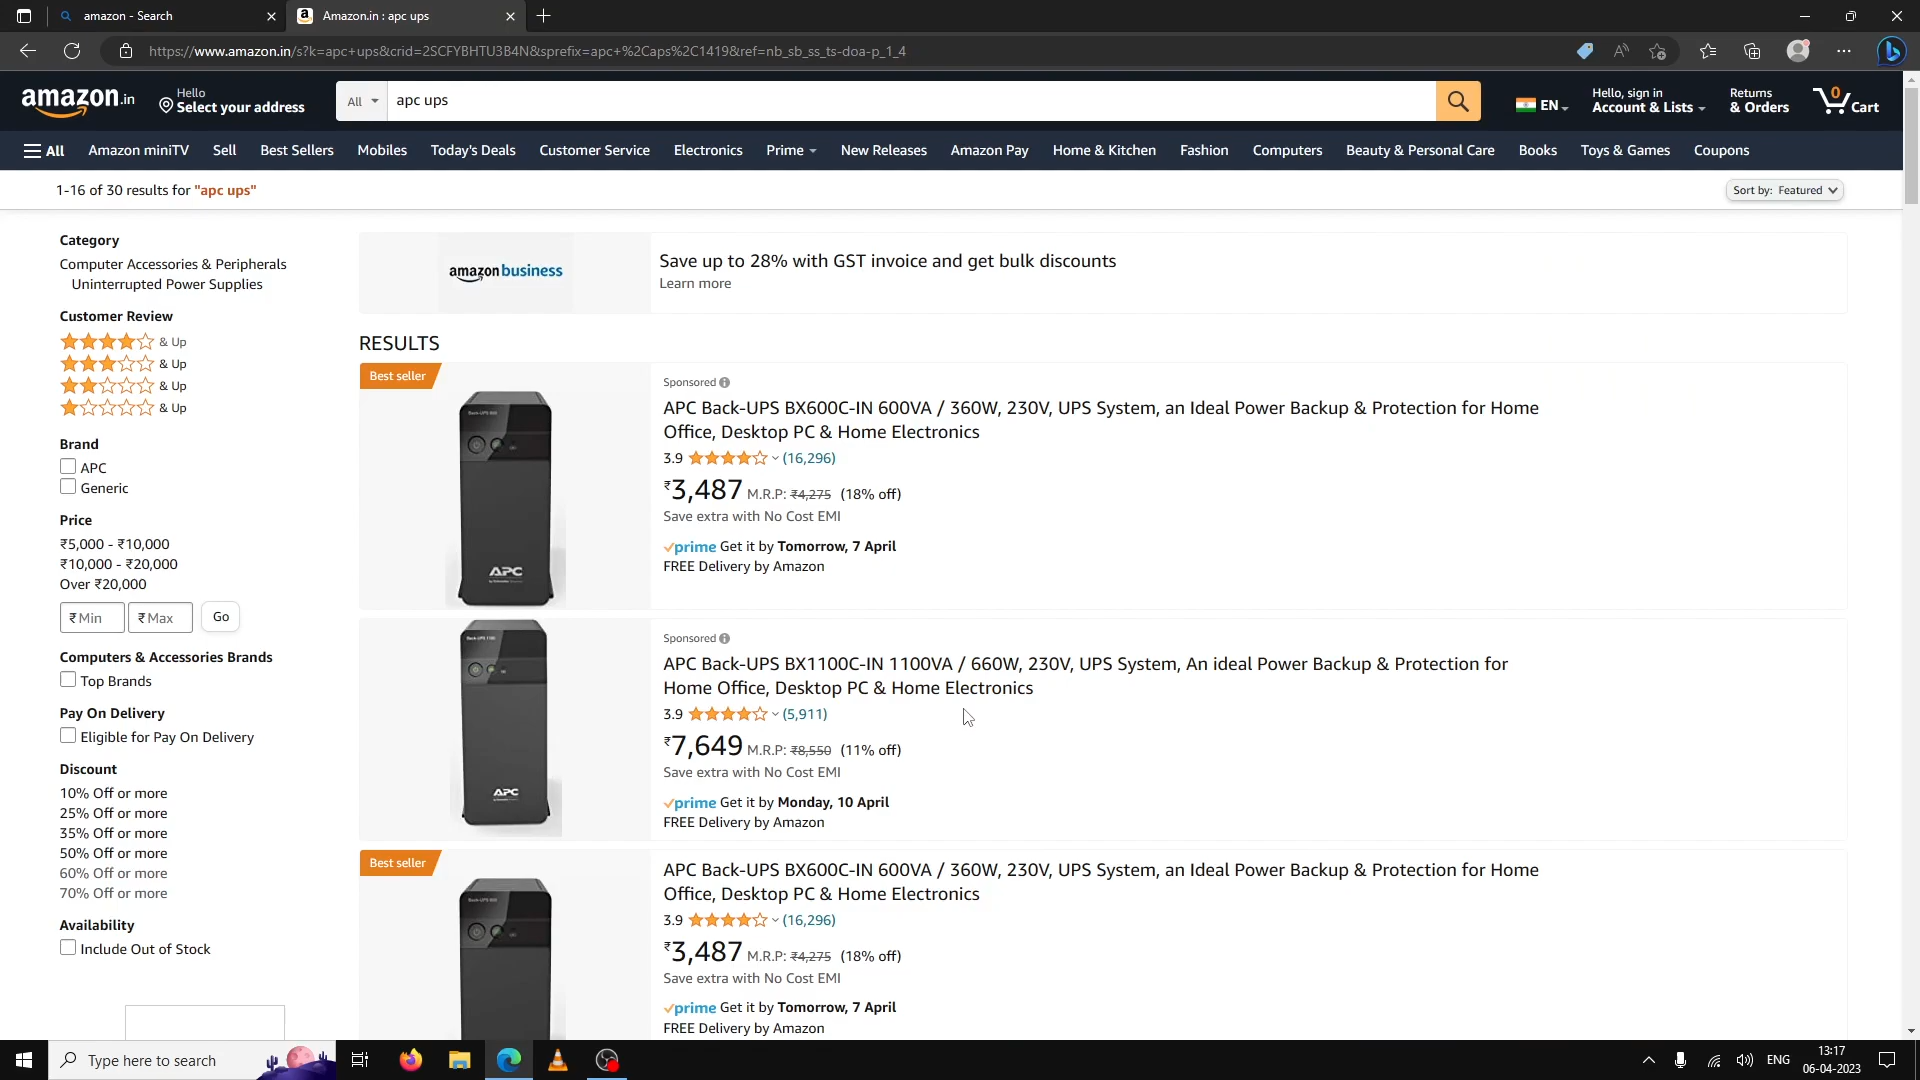 amazon - Search
Amazon.in : apc ups
https://www.amazon.in/s?k=apc+ups&crid=2SCFYBHTU3B4N&sprefix=apc+%2Caps%2C1419&ref=nb_sb_ss_ts-doa-p_1_4
amazon.in
Hello
Select your address
All
apc ups
EN
Hello, sign in
Account & Lists
Returns
& Orders
0
Cart
All
Amazon miniTV
Sell
Best Sellers
Mobiles
Today's Deals
Customer Service
Electronics
Prime
New Releases
Amazon Pay
Home & Kitchen
Fashion
Computers
Beauty & Personal Care
Books
Toys & Games
Coupons
1-16 of 30 results for "apc ups"
Sort by: Featured
Category
Computer Accessories & Peripherals
Uninterrupted Power Supplies
Customer Review
& Up
& Up
& Up
& Up
Brand
APC
Generic
Price
₹5,000 - ₹10,000
₹10,000 - ₹20,000
Over ₹20,000
₹ Min
₹ Max
Go
Computers & Accessories Brands
Top Brands
Pay On Delivery
Eligible for Pay On Delivery
Discount
10% Off or more
25% Off or more
35% Off or more
50% Off or more
60% Off or more
70% Off or more
Availability
Include Out of Stock
amazon business
Save up to 28% with GST invoice and get bulk discounts
Learn more
RESULTS
Best seller
APC
Sponsored
APC Back-UPS BX600C-IN 600VA / 360W, 230V, UPS System, an Ideal Power Backup & Protection for Home
Office, Desktop PC & Home Electronics
3.9 (16,296)
₹3,487 M.R.P: ₹4,275 (18% off)
Save extra with No Cost EMI
prime Get it by Tomorrow, 7 April
FREE Delivery by Amazon
APC
Sponsored
APC Back-UPS BX1100C-IN 1100VA / 660W, 230V, UPS System, An ideal Power Backup & Protection for
Home Office, Desktop PC & Home Electronics
3.9 (5,911)
₹7,649 M.R.P: ₹8,550 (11% off)
Save extra with No Cost EMI
prime Get it by Monday, 10 April
FREE Delivery by Amazon
Best seller
APC Back-UPS BX600C-IN 600VA / 360W, 230V, UPS System, an Ideal Power Backup & Protection for Home
Office, Desktop PC & Home Electronics
3.9 (16,296)
₹3,487 M.R.P: ₹4,275 (18% off)
Save extra with No Cost EMI
prime Get it by Tomorrow, 7 April
FREE Delivery by Amazon
Type here to search
ENG
13:17
06-04-2023